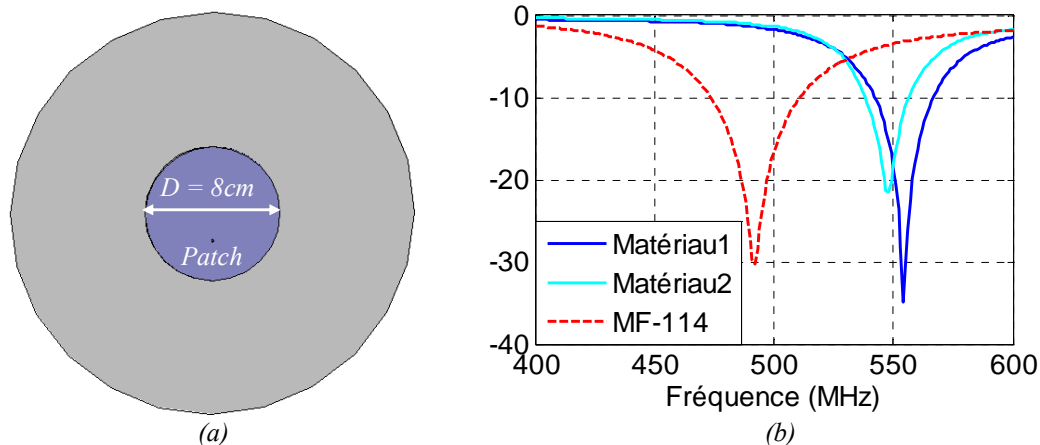 D = 8cm
Patch
(a)
0
-10
-20
-30
-40
Matériau1
Matériau2
MF-114
400 450 500 550 600
Fréquence (MHz)
(b)